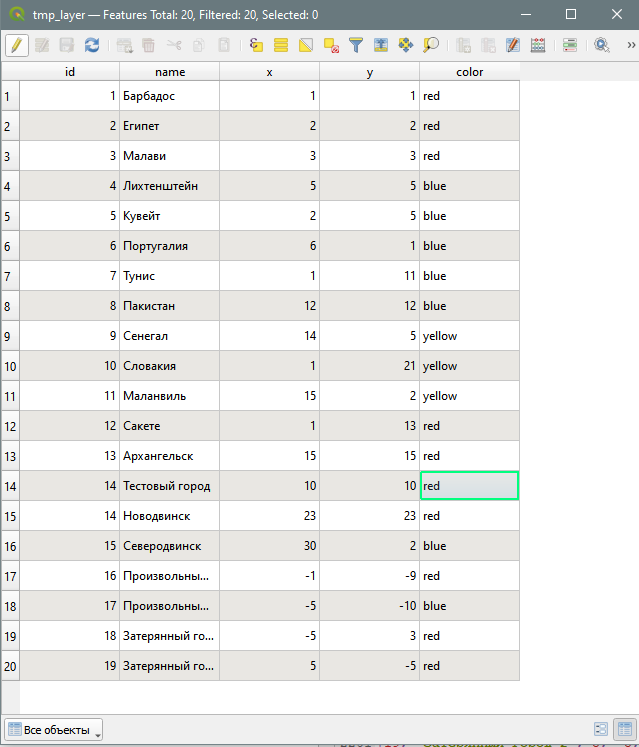 tmp_layer — Features Total: 20, Filtered: 20, Selected: 0
id name x y color
1 1 Барбадос 1 1 red
2 2 Египет 2 2 red
3 3 Малави 3 3 red
4 4 Лихтенштейн 5 5 blue
5 5 Кувейт 2 5 blue
6 6 Португалия 6 1 blue
7 7 Тунис 1 11 blue
8 8 Пакистан 12 12 blue
9 9 Сенегал 14 5 yellow
10 10 Словакия 1 21 yellow
11 11 Маланвиль 15 2 yellow
12 12 Сакете 1 13 red
13 13 Архангельск 15 15 red
14 14 Тестовый город 10 10 red
15 14 Новодвинск 23 23 red
16 15 Северодвинск 30 2 blue
17 16 Произвольны... -1 -9 red
18 17 Произвольны... -5 -10 blue
19 18 Затерянный го... -5 3 red
20 19 Затерянный го... 5 -5 red
Все объекты